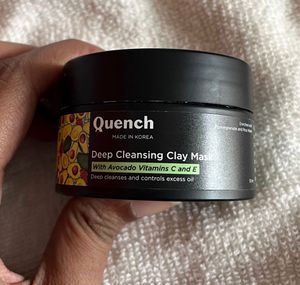 Quench
MADE IN KOREA
Deep Cleansing Clay Mask
With Avocado Vitamins C and E
Deep cleanses and controls excess oil